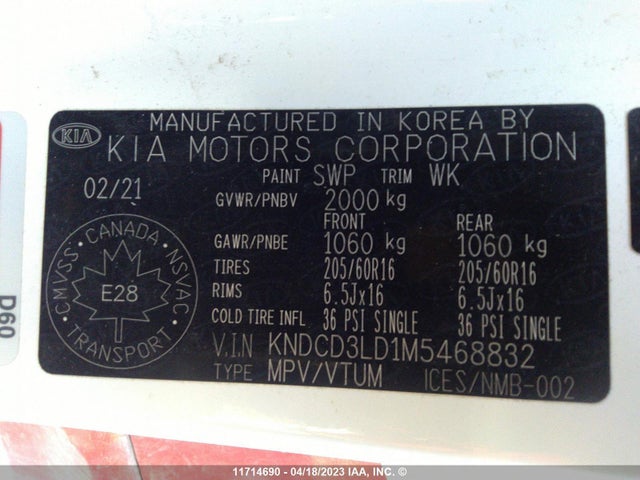 MANUFACTURED IN KOREA BY
KIA
KIA MOTORS CORPORATION
02/21
PAINT SWP TRIM WK
GVWR/PNBV 2000 kg
FRONT REAR
GAWR/PNBE 1060 kg 1060 kg
TIRES 205/60R16 205/60R16
RIMS 6.5Jx16 6.5Jx16
COLD TIRE INFL 36 PSI SINGLE 36 PSI SINGLE
V.I.N KNDCD3LD1M5468832
TYPE MPV/VTUM ICES/NMB-002
CMVSS · CANADA · NSVAC
E28
TRANSPORT
D60
11714690 - 04/18/2023 IAA, INC. ©